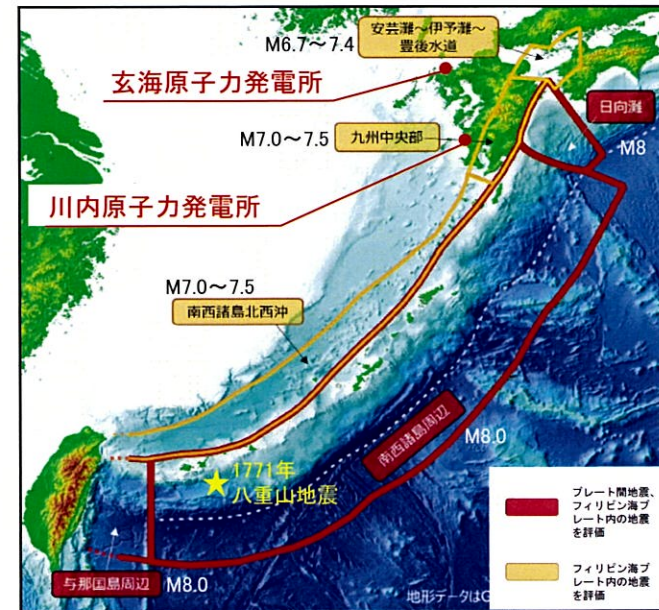 安芸灘～伊予灘～
豊後水道
M6.7～7.4
玄海原子力発電所
日向灘
M8
M7.0～7.5
九州中央部
川内原子力発電所
M7.0～7.5
南西諸島北西沖
南西諸島周辺
M8.0
1771年
八重山地震
与那国島周辺
M8.0
プレート間地震、
フィリピン海プ
レート内の地震
を評価
フィリピン海プ
レート内の地震
を評価
地形データはG